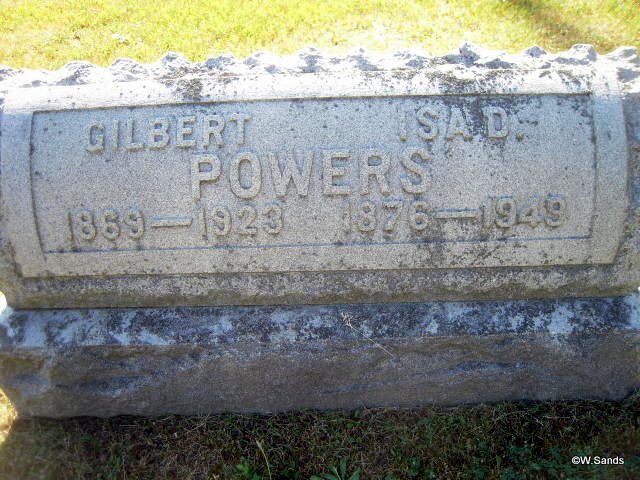 GILBERT ISA D.
POWERS
1869—1923 1876—1949
©W.Sands